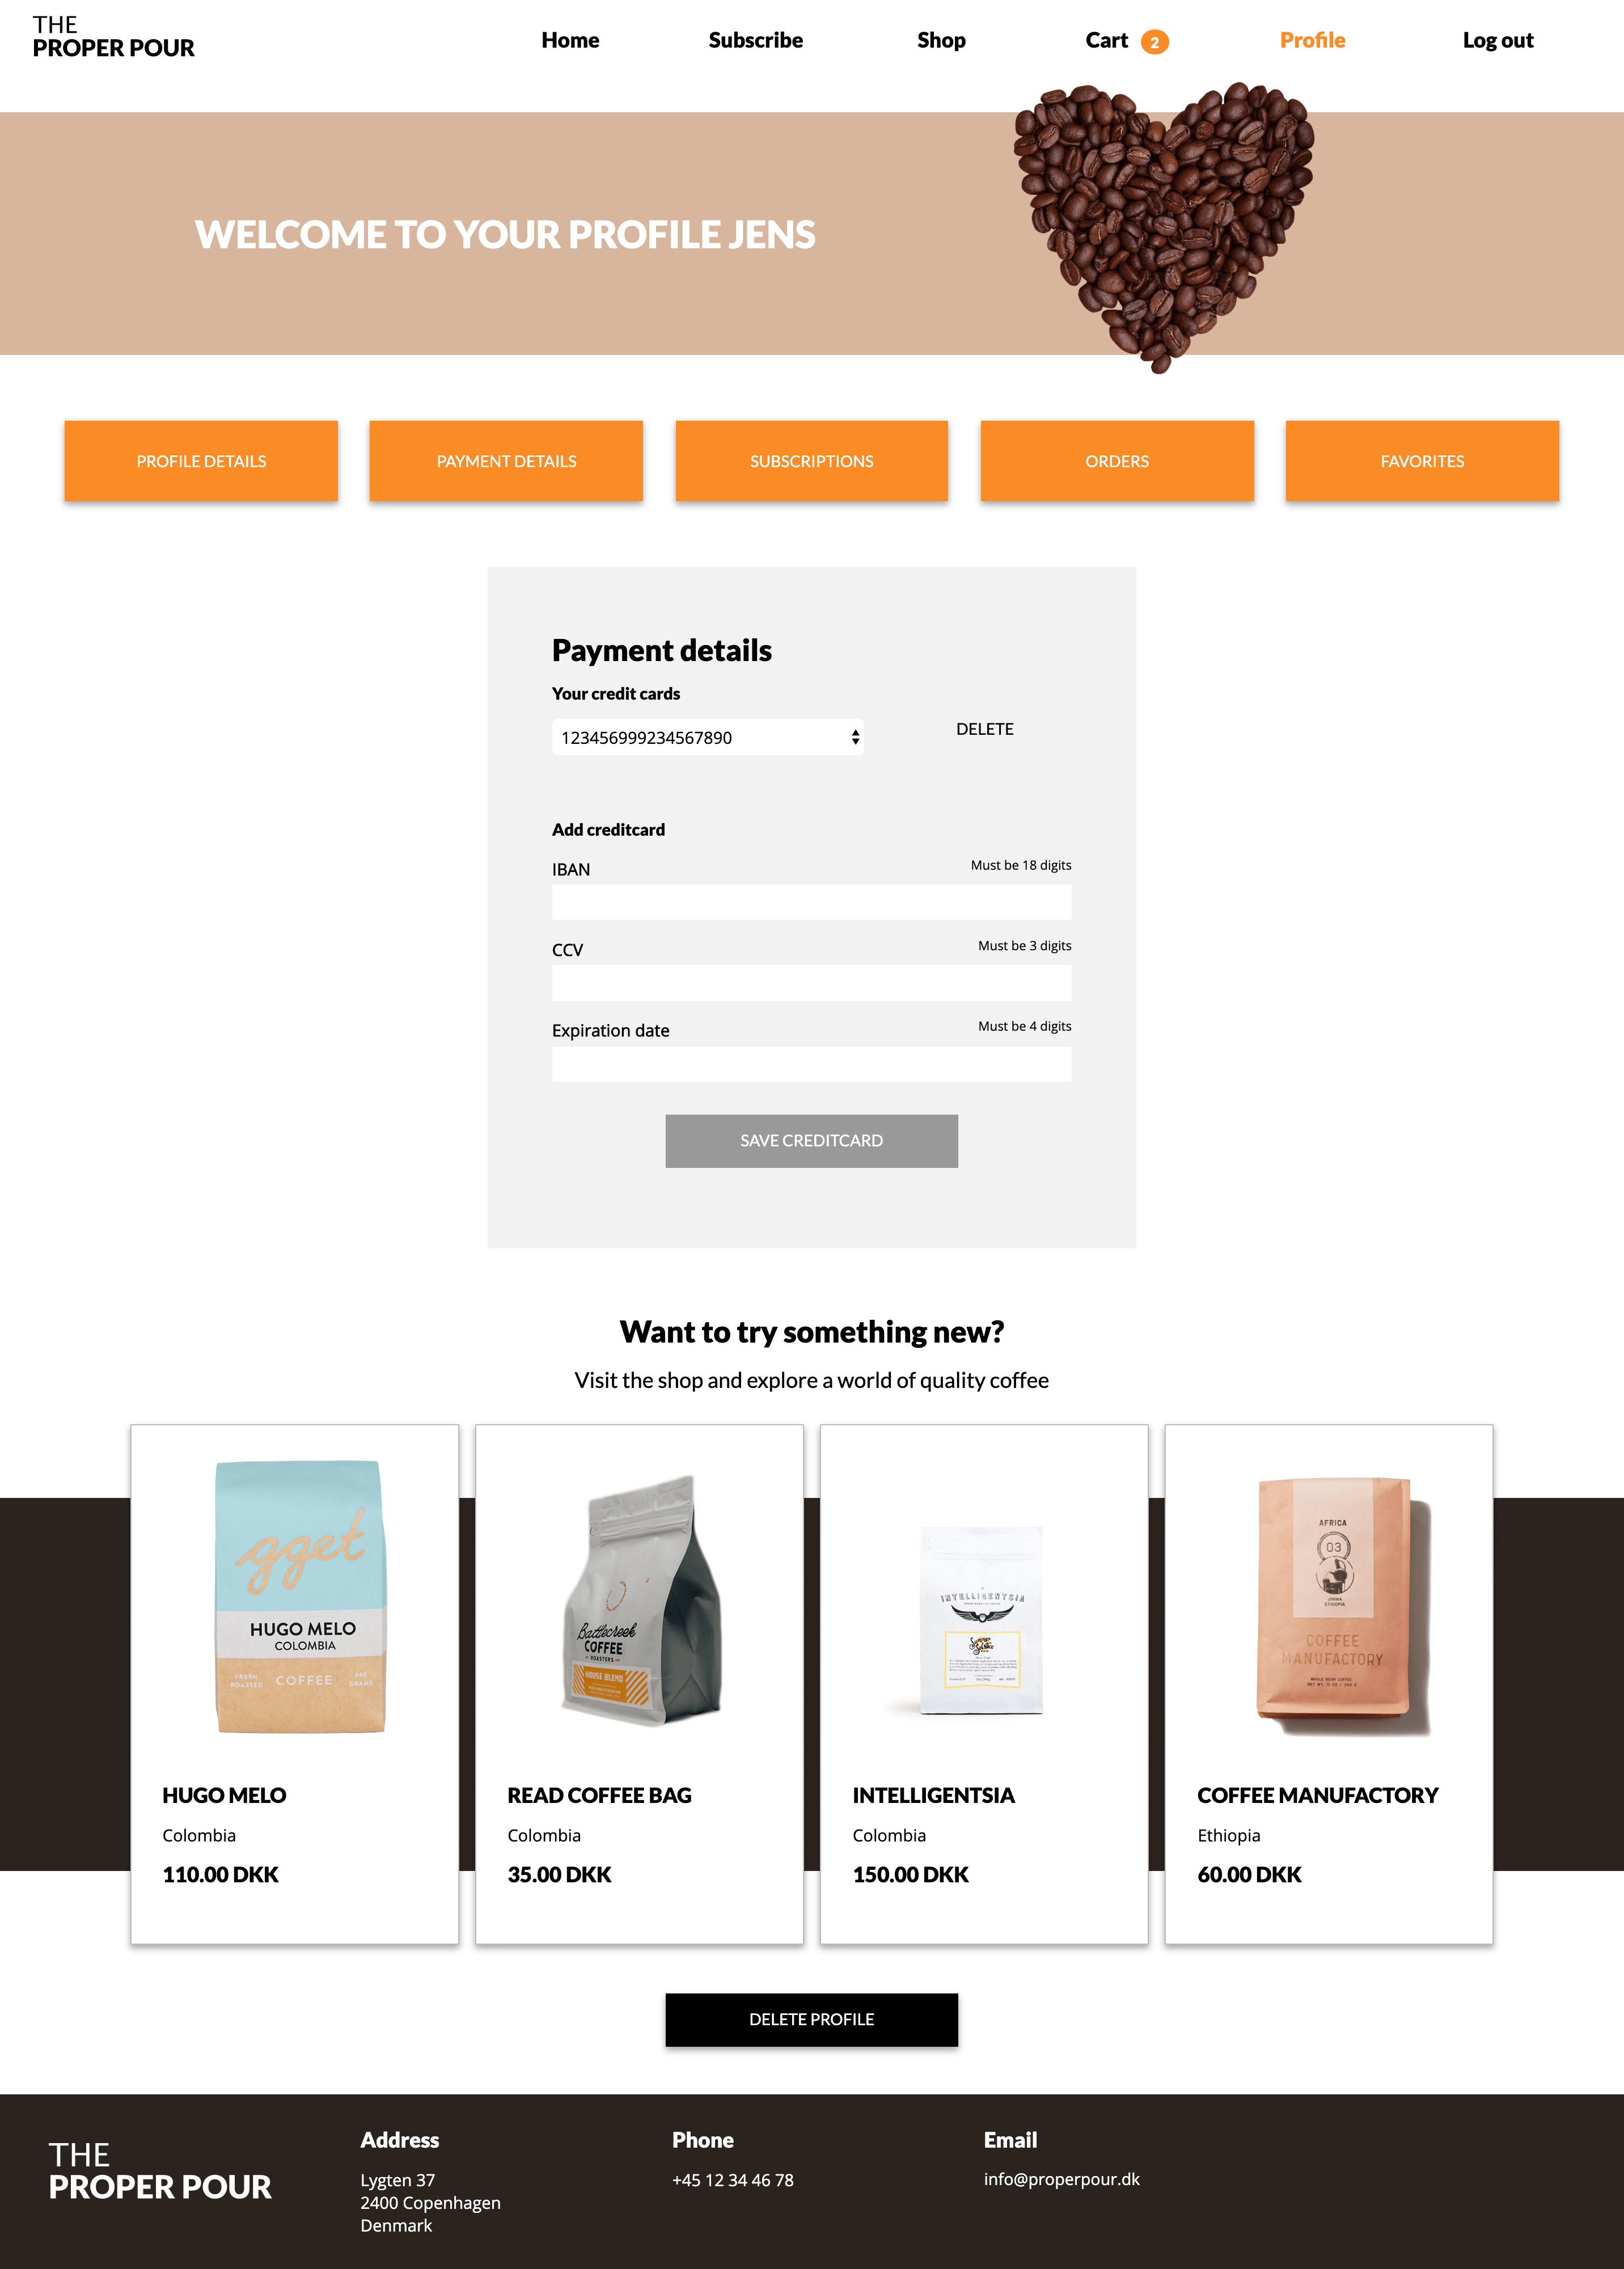 THE
PROPER POUR
Home
Subscribe
Shop
Cart 2
Profile
Log out
WELCOME TO YOUR PROFILE JENS
PROFILE DETAILS
PAYMENT DETAILS
SUBSCRIPTIONS
ORDERS
FAVORITES
Payment details
Your credit cards
123456999234567890
DELETE
Add creditcard
IBAN
Must be 18 digits
CCV
Must be 3 digits
Expiration date
Must be 4 digits
SAVE CREDITCARD
Want to try something new?
Visit the shop and explore a world of quality coffee
gget
HUGO MELO
COLOMBIA
FRESH
ROASTED
COFFEE
GRAMS
HUGO MELO
Colombia
110.00 DKK
Battlecreek
COFFEE
ROASTERS
HOUSE BLEND
READ COFFEE BAG
Colombia
35.00 DKK
INTELLIGENTSIA
INTELLIGENTSIA
Colombia
150.00 DKK
AFRICA
03
JIMMA
ETHIOPIA
COFFEE
MANUFACTORY
WHOLE BEAN COFFEE
COFFEE MANUFACTORY
Ethiopia
60.00 DKK
DELETE PROFILE
THE
PROPER POUR
Address
Lygten 37
2400 Copenhagen
Denmark
Phone
+45 12 34 46 78
Email
info@properpour.dk